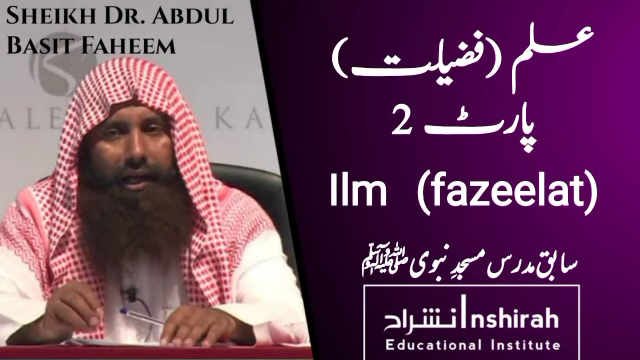 SHEIKH DR. ABDUL
BASIT FAHEEM
علم (فضیلت)
پارٹ 2
Ilm (fazeelat)
سابق مدرس مسجدِ نبوی ﷺ
انشراح Inshirah
Educational Institute